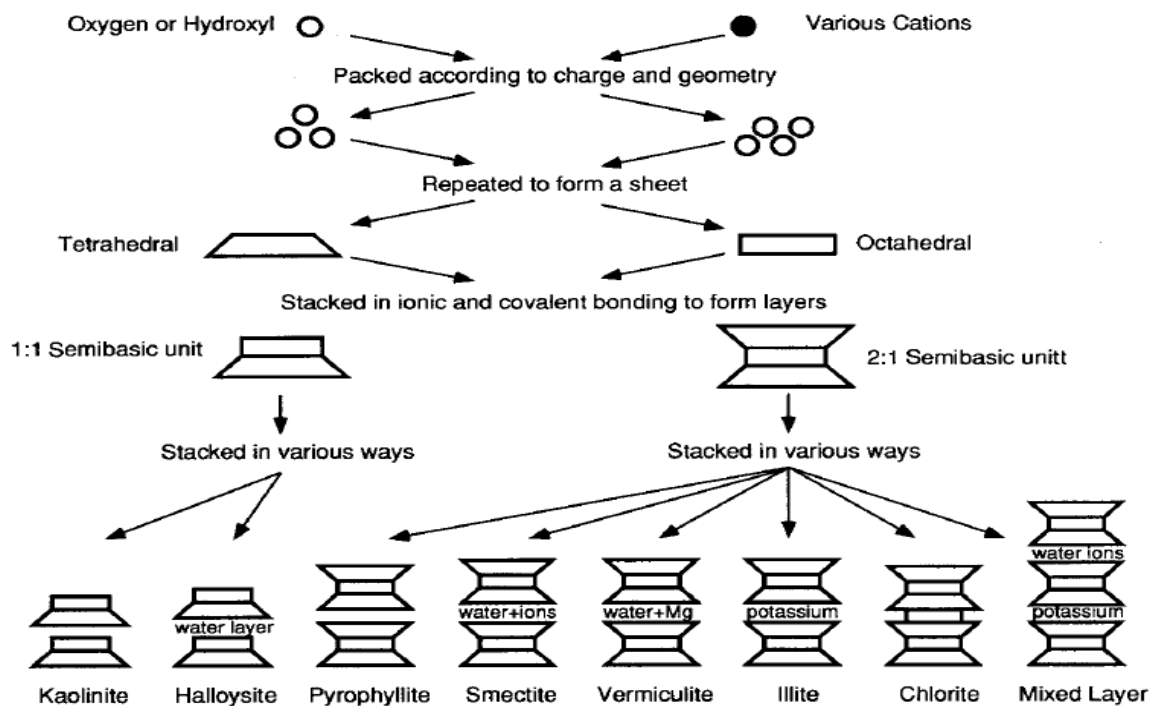 Oxygen or Hydroxyl
Various Cations
Packed according to charge and geometry
Repeated to form a sheet
Tetrahedral
Octahedral
Stacked in ionic and covalent bonding to form layers
1:1 Semibasic unit
2:1 Semibasic unitt
Stacked in various ways
Stacked in various ways
water ions
water+ions
water+Mg
potassium
potassium
water layer
Kaolinite
Halloysite
Pyrophyllite
Smectite
Vermiculite
Illite
Chlorite
Mixed Layer